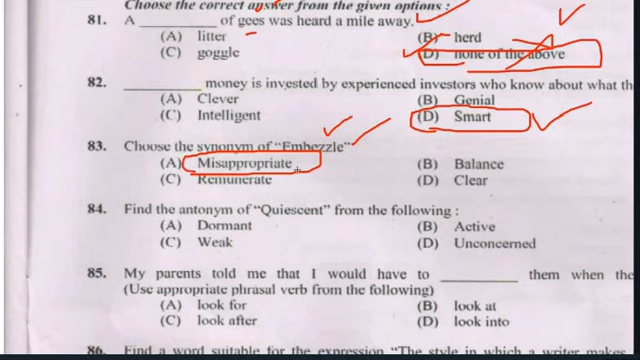 Choose the correct answer from the given options :
81. A __________ of gees was heard a mile away.
(A) litter (B) herd
(C) goggle (D) none of the above
82. __________ money is invested by experienced investors who know about what th
(A) Clever (B) Genial
(C) Intelligent (D) Smart
83. Choose the synonym of "Embezzle"
(A) Misappropriate (B) Balance
(C) Remunerate (D) Clear
84. Find the antonym of "Quiescent" from the following :
(A) Dormant (B) Active
(C) Weak (D) Unconcerned
85. My parents told me that I would have to __________ them when the
(Use appropriate phrasal verb from the following)
(A) look for (B) look at
(C) look after (D) look into
86. Find a word suitable for the expression "The style in which a writer makes